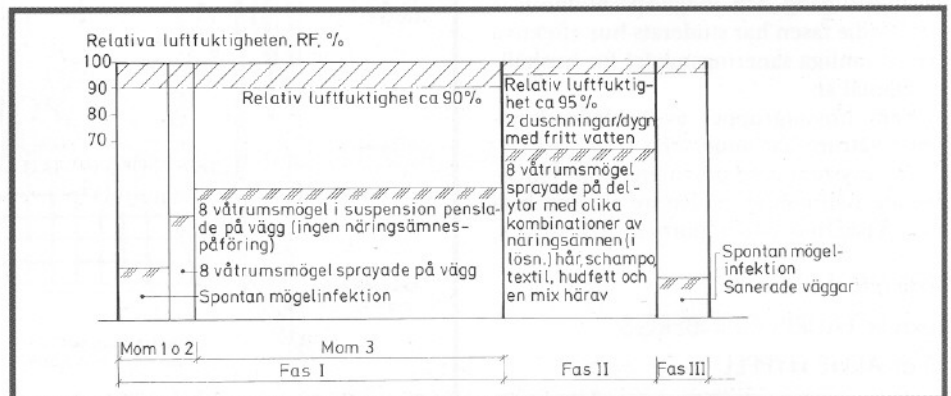 Relativa luftfuktigheten, RF, %
100
90
80
70
Relativ luftfuktighet ca 90%
Relativ luftfuktig-
het ca 95%
2 duschningar/dygn
med fritt vatten
8 våtrumsmögel i suspension pensla-
de på vägg (ingen näringsämnes-
påföring)
8 våtrumsmögel sprayade på vägg
Spontan mögelinfektion
8 våtrumsmögel
sprayade på del-
ytor med olika
kombinationer av
näringsämnen (i
lösn.) hår, schampo,
textil, hudfett och
en mix härav
Spontan mögel-
infektion
Sanerade väggar
Mom 1 o 2
Mom 3
Fas I
Fas II
Fas III